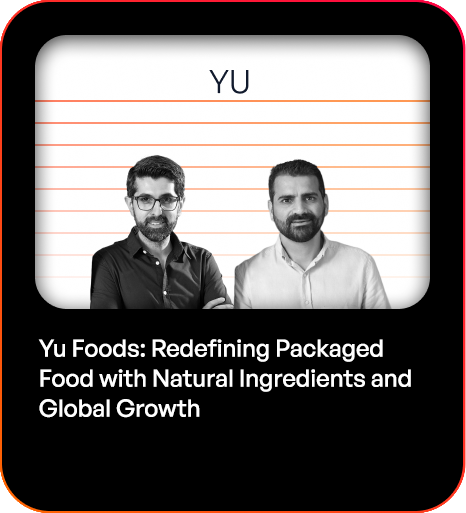 YU
Yu Foods: Redefining Packaged
Food with Natural Ingredients and
Global Growth